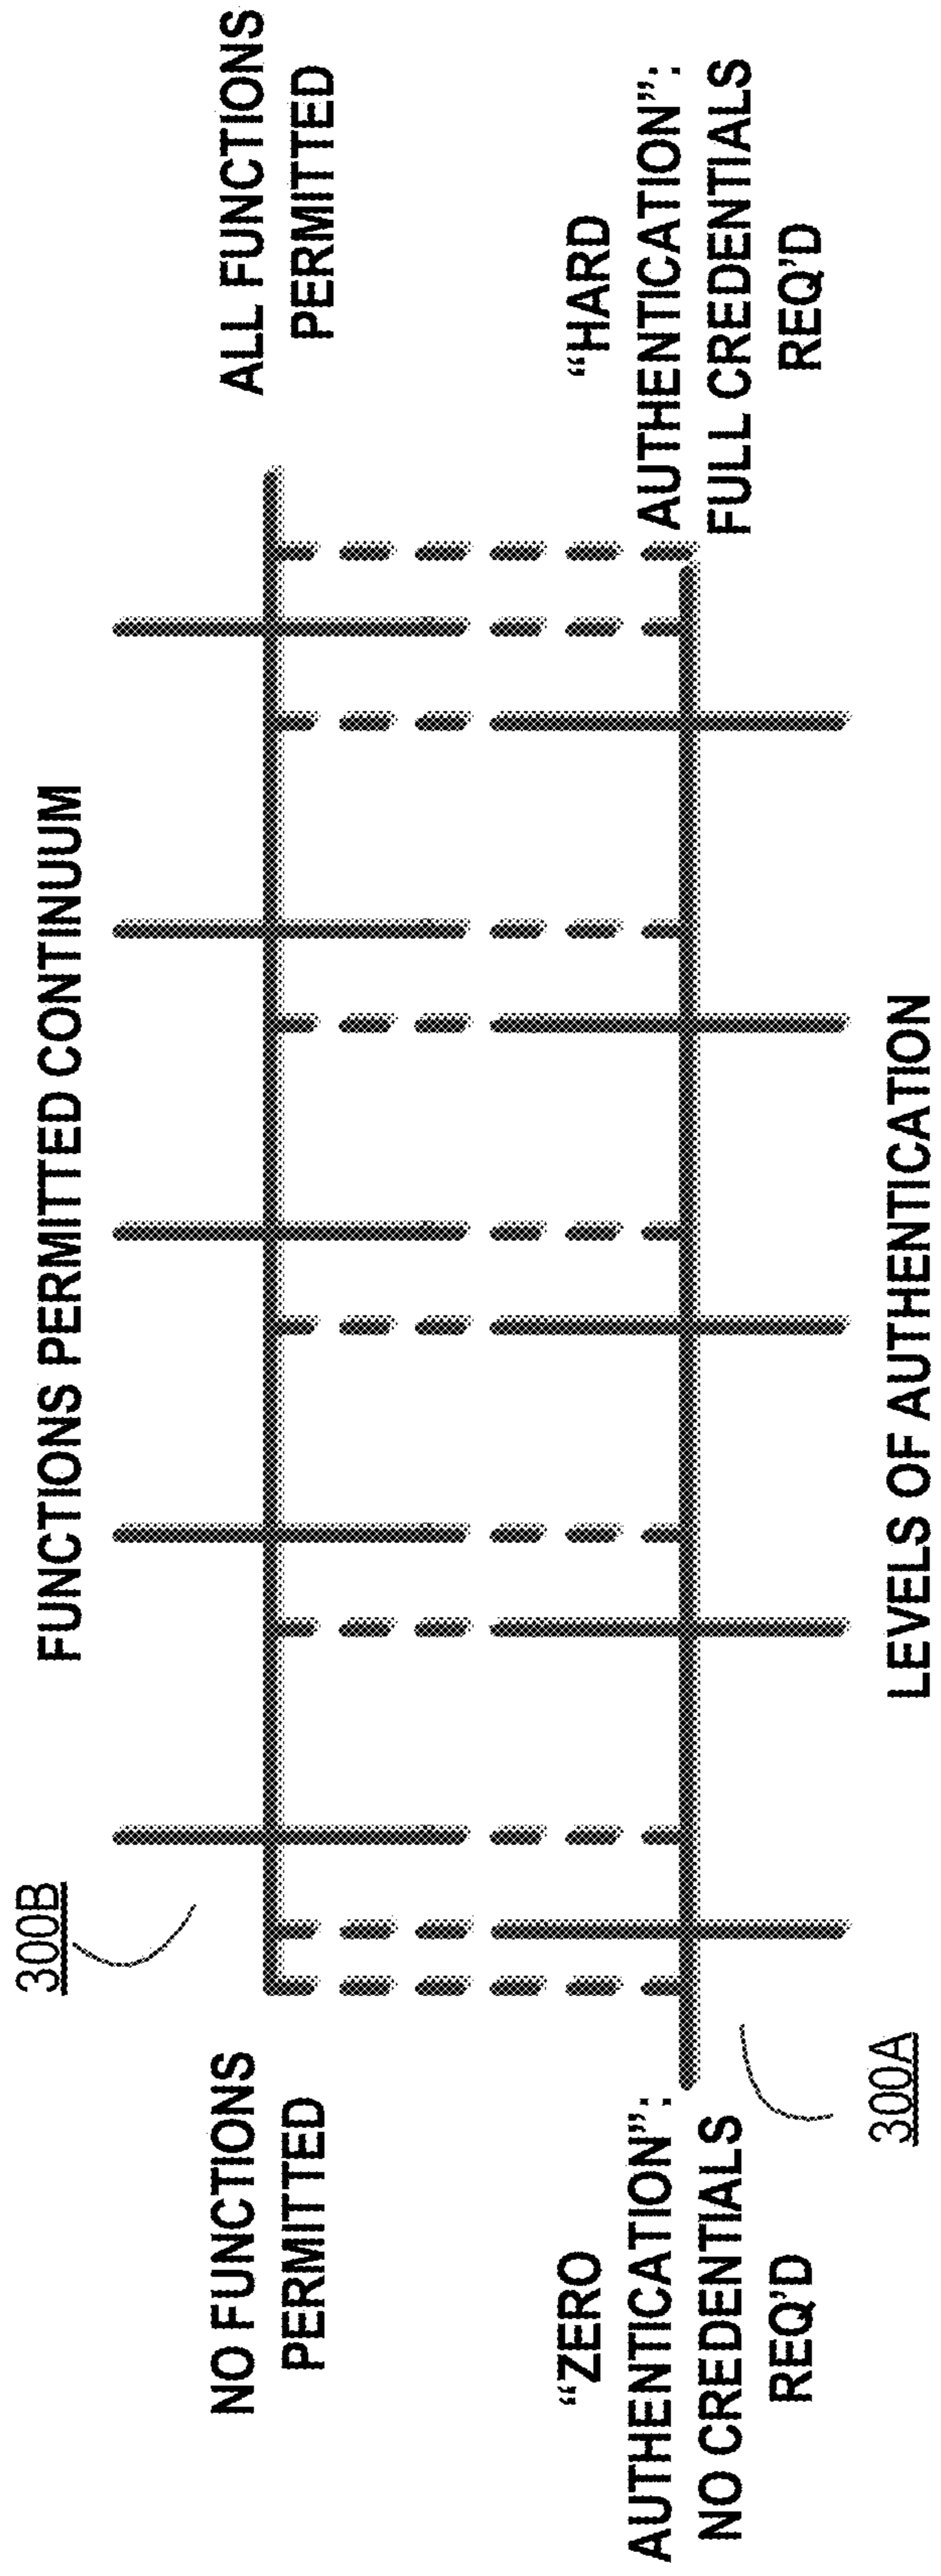 FUNCTIONS PERMITTED CONTINUUM
300B
NO FUNCTIONS
PERMITTED
ALL FUNCTIONS
PERMITTED
“ZERO
AUTHENTICATION”:
NO CREDENTIALS
REQ’D
“HARD
AUTHENTICATION”:
FULL CREDENTIALS
REQ’D
300A
LEVELS OF AUTHENTICATION